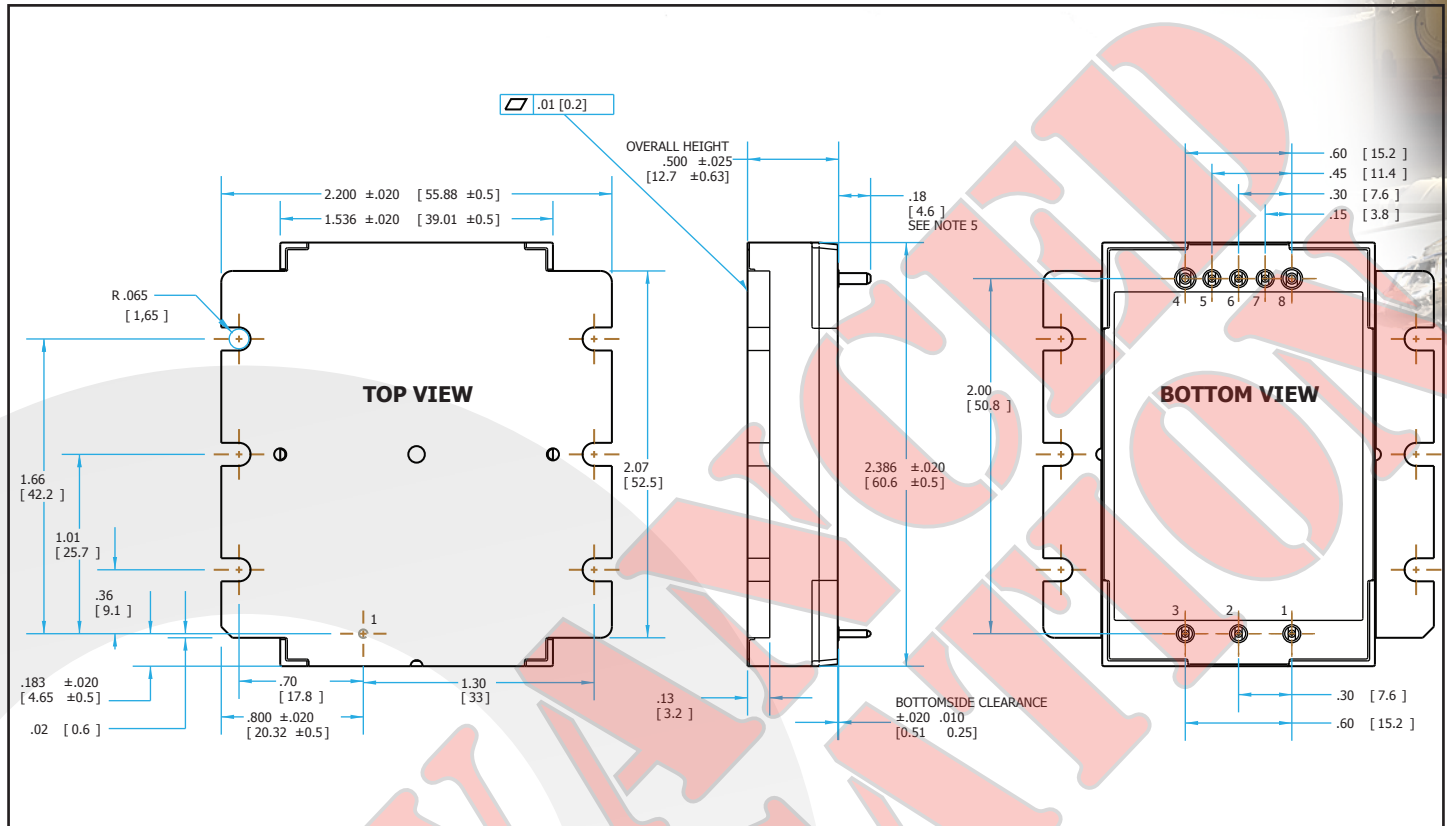 .01 [0.2]
OVERALL HEIGHT
.500 ±.025
[12.7 ±0.63]
.18
[4.6 ]
SEE NOTE 5
.60 [15.2 ]
.45 [11.4 ]
.30 [7.6 ]
.15 [3.8 ]
2.200 ±.020 [55.88 ±0.5]
1.536 ±.020 [39.01 ±0.5]
R .065
[1,65 ]
4 5 6 7 8
TOP VIEW
2.00
[50.8 ]
BOTTOM VIEW
1.66
[42.2 ]
2.07
[52.5]
2.386 ±.020
[60.6 ±0.5]
1.01
[25.7 ]
.36
[9.1 ]
1
3 2 1
.183 ±.020
[4.65 ±0.5]
.70
[17.8 ]
1.30
[33]
.13
[3.2 ]
BOTTOMSIDE CLEARANCE
±.020 .010
[0.51 0.25]
.30 [7.6 ]
.60 [15.2 ]
.800 ±.020
[20.32 ±0.5]
.02 [0.6 ]